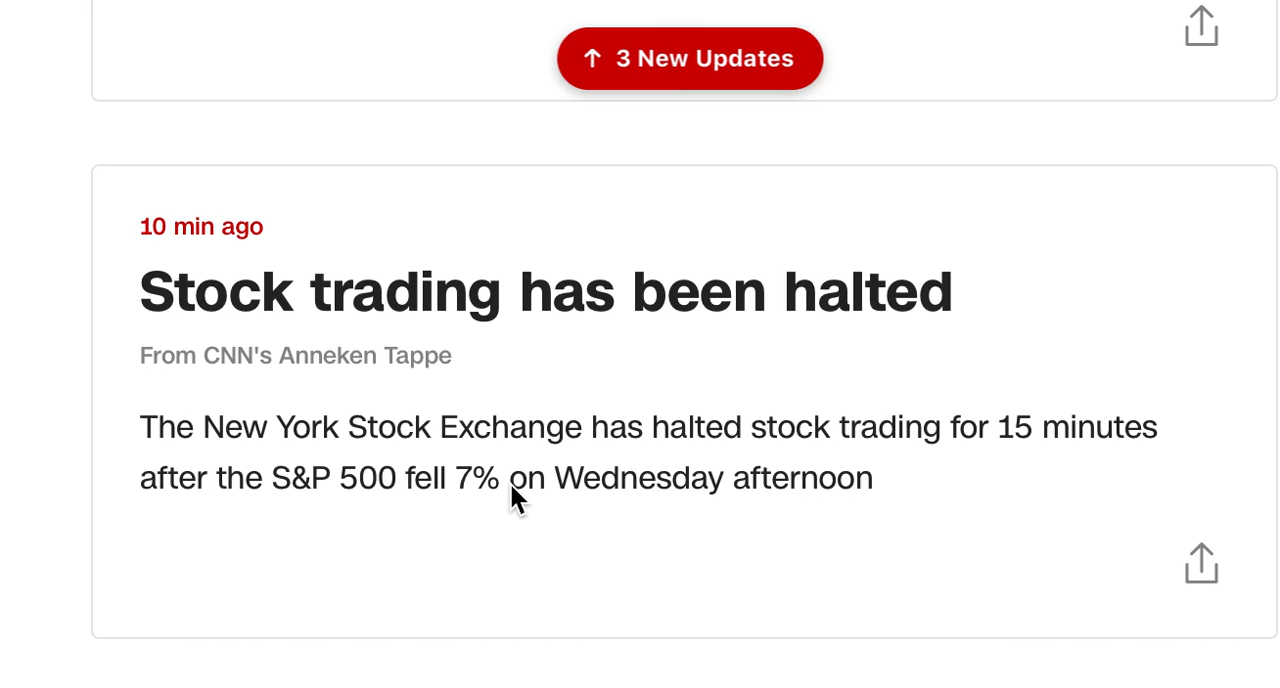 ↑ 3 New Updates
10 min ago
Stock trading has been halted
From CNN's Anneken Tappe
The New York Stock Exchange has halted stock trading for 15 minutes
after the S&P 500 fell 7% on Wednesday afternoon